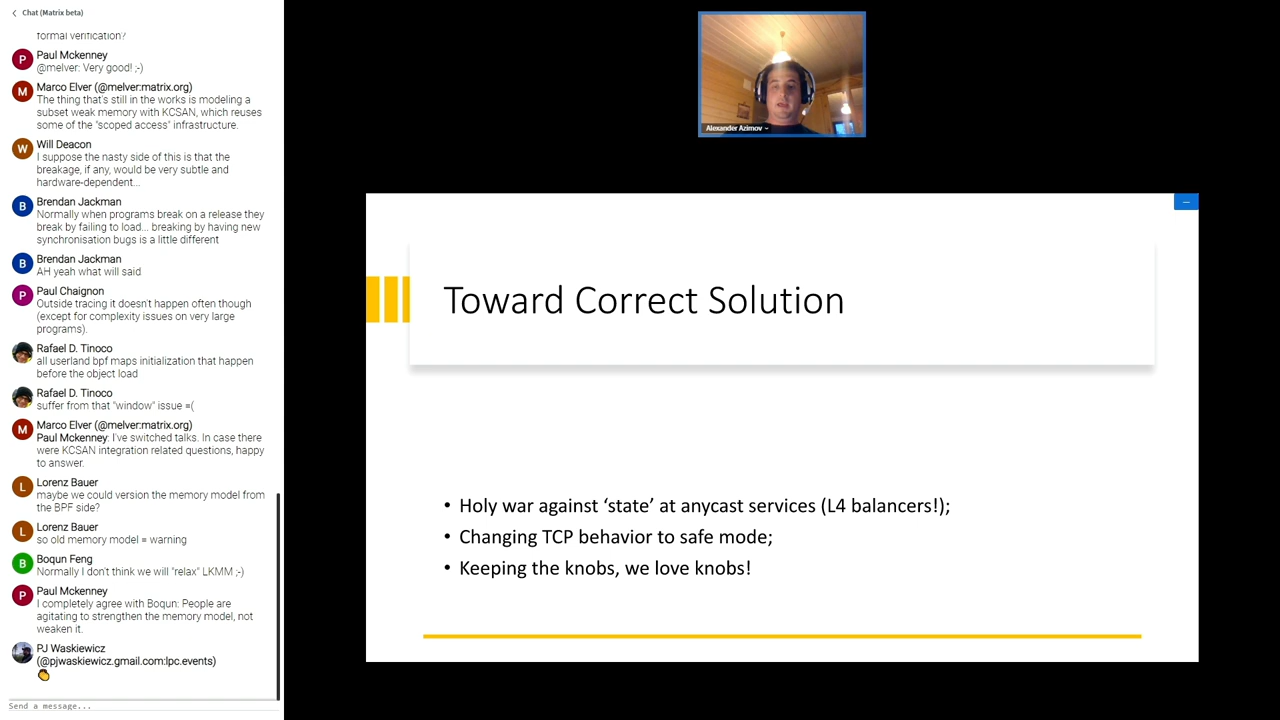 Chat (Matrix beta)
formal verification?
P
Paul Mckenney
@melver: Very good! ;-)
M
Marco Elver (@melver:matrix.org)
The thing that's still in the works is modeling a
subset weak memory with KCSAN, which reuses
some of the "scoped access" infrastructure.
W
Will Deacon
I suppose the nasty side of this is that the
breakage, if any, would be very subtle and
hardware-dependent...
B
Brendan Jackman
Normally when programs break on a release they
break by failing to load... breaking by having new
synchronisation bugs is a little different
B
Brendan Jackman
AH yeah what will said
P
Paul Chaignon
Outside tracing it doesn't happen often though
(except for complexity issues on very large
programs).
Rafael D. Tinoco
all userland bpf maps initialization that happen
before the object load
Rafael D. Tinoco
suffer from that "window" issue =(
M
Marco Elver (@melver:matrix.org)
Paul Mckenney: I've switched talks. In case there
were KCSAN integration related questions, happy
to answer.
L
Lorenz Bauer
maybe we could version the memory model from
the BPF side?
L
Lorenz Bauer
so old memory model = warning
B
Boqun Feng
Normally I don't think we will "relax" LKMM ;-)
P
Paul Mckenney
I completely agree with Boqun: People are
agitating to strengthen the memory model, not
weaken it.
PJ Waskiewicz
(@pjwaskiewicz.gmail.com:lpc.events)
👏
Send a message...
Alexander Azimov
Toward Correct Solution
• Holy war against ‘state’ at anycast services (L4 balancers!);
• Changing TCP behavior to safe mode;
• Keeping the knobs, we love knobs!